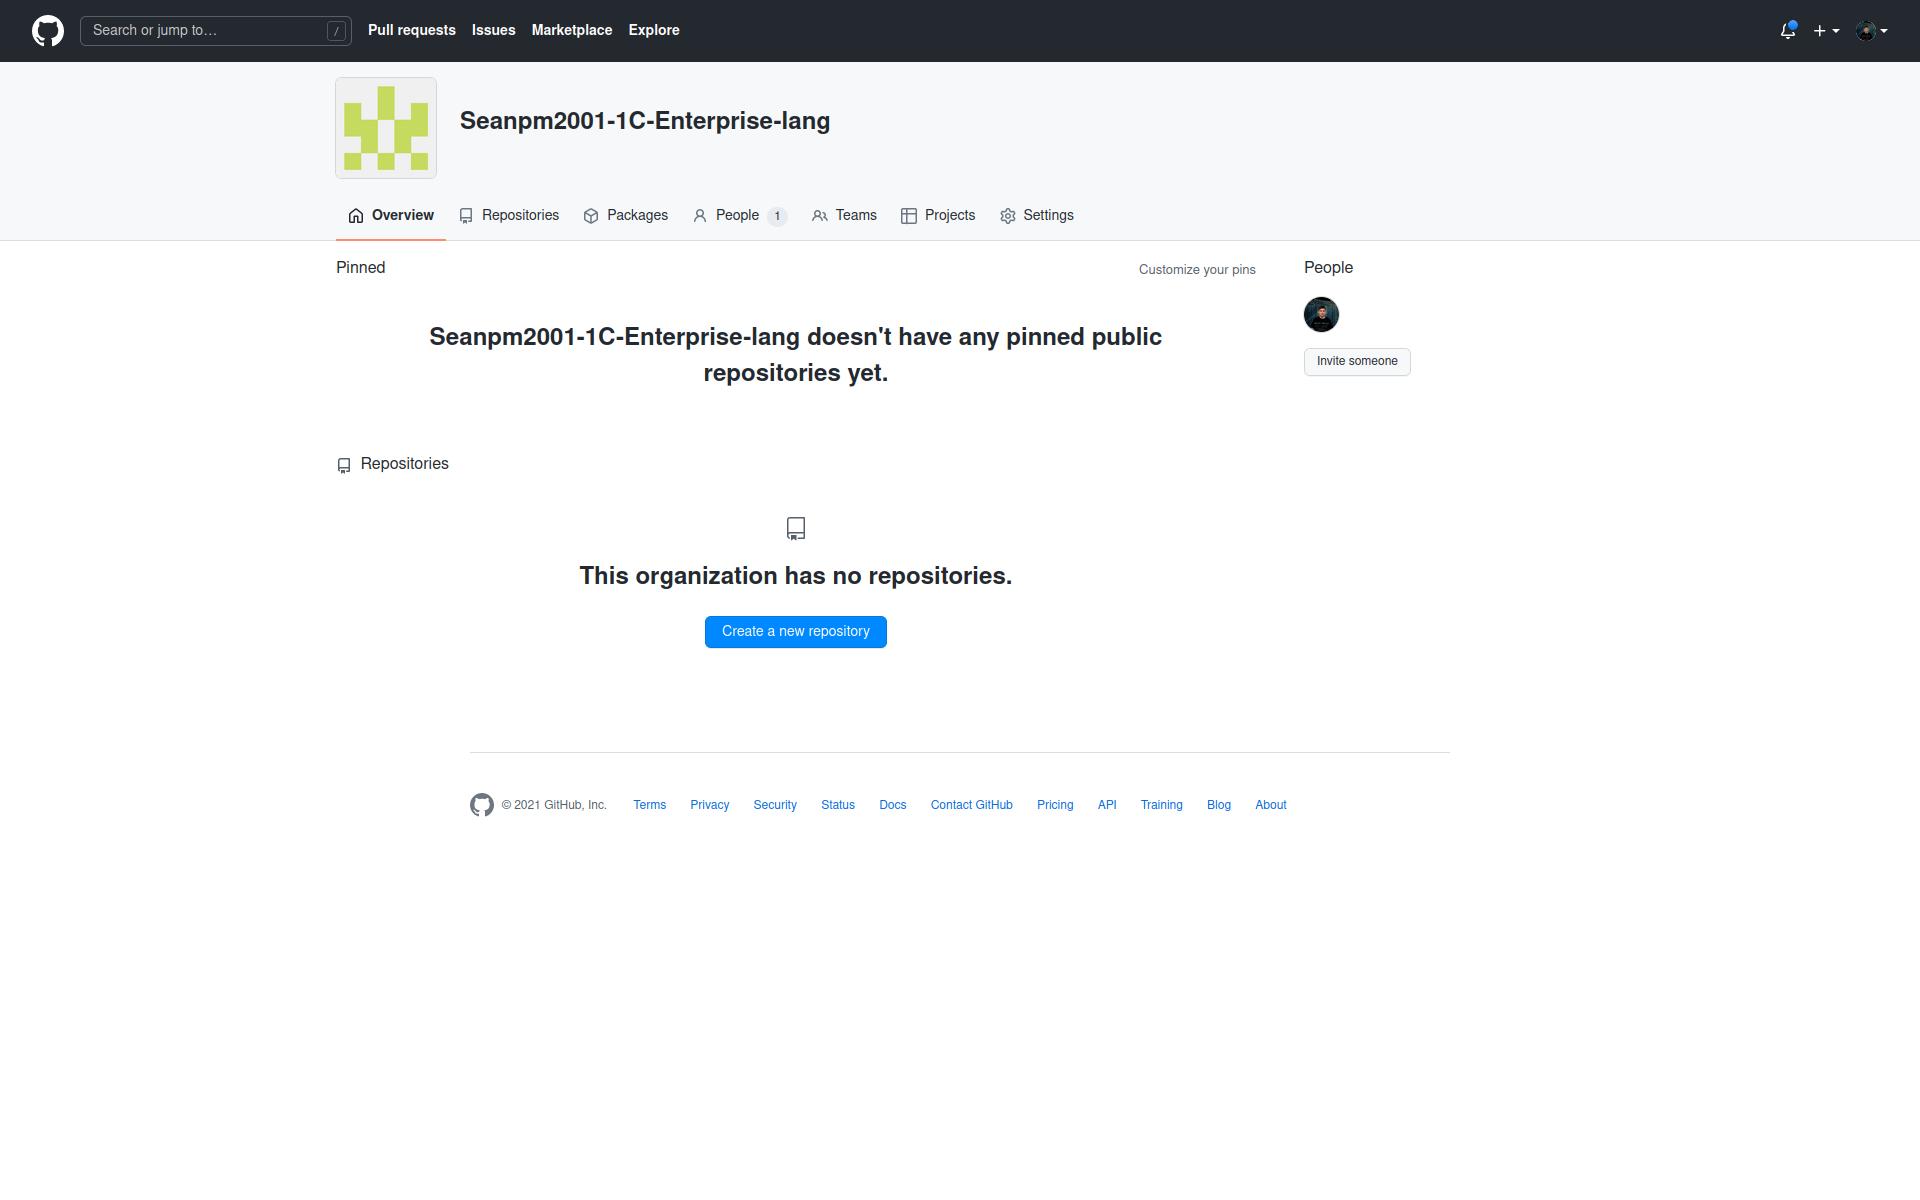 Search or jump to… /
Pull requests Issues Marketplace Explore
Seanpm2001-1C-Enterprise-lang
Overview Repositories Packages People 1 Teams Projects Settings
Pinned
Customize your pins
Seanpm2001-1C-Enterprise-lang doesn't have any pinned public
repositories yet.
Repositories
This organization has no repositories.
Create a new repository
People
Invite someone
© 2021 GitHub, Inc. Terms Privacy Security Status Docs Contact GitHub Pricing API Training Blog About